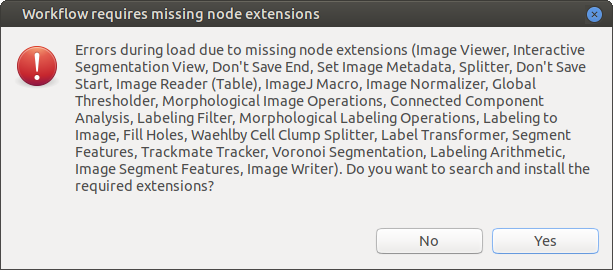 Workflow requires missing node extensions
Errors during load due to missing node extensions (Image Viewer, Interactive
Segmentation View, Don't Save End, Set Image Metadata, Splitter, Don't Save
Start, Image Reader (Table), ImageJ Macro, Image Normalizer, Global
Thresholder, Morphological Image Operations, Connected Component
Analysis, Labeling Filter, Morphological Labeling Operations, Labeling to
Image, Fill Holes, Waehlby Cell Clump Splitter, Label Transformer, Segment
Features, Trackmate Tracker, Voronoi Segmentation, Labeling Arithmetic,
Image Segment Features, Image Writer). Do you want to search and install the
required extensions?
No Yes